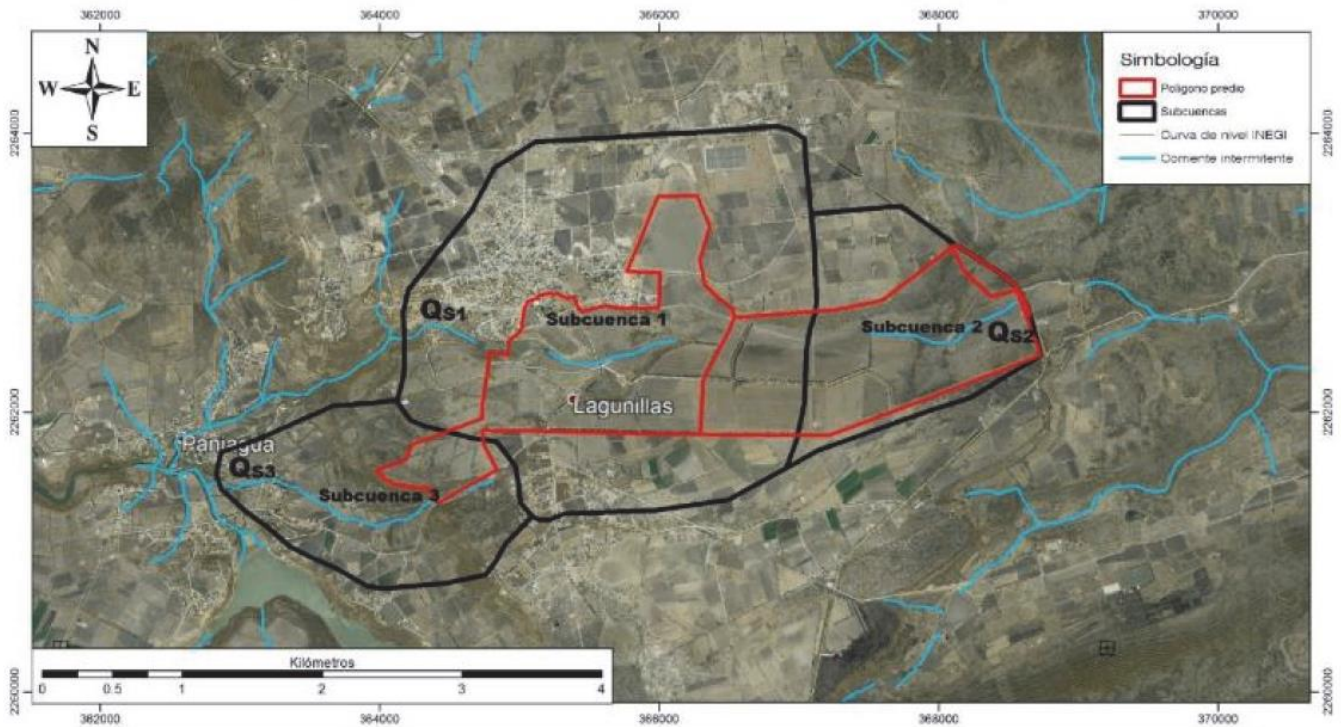 362000 364000 366000 368000 370000
N
W E
S
Simbología
Polígono predio
Subcuencas
Curva de nivel INEGI
Corriente intermitente
2264000 2264000
QS1
Subcuenca 1
Subcuenca 2 QS2
2262000 2262000
Lagunillas
Paniagua
QS3
Subcuenca 3
Kilómetros
0 0.5 1 2 3 4
2260000 2260000
362000 364000 366000 368000 370000